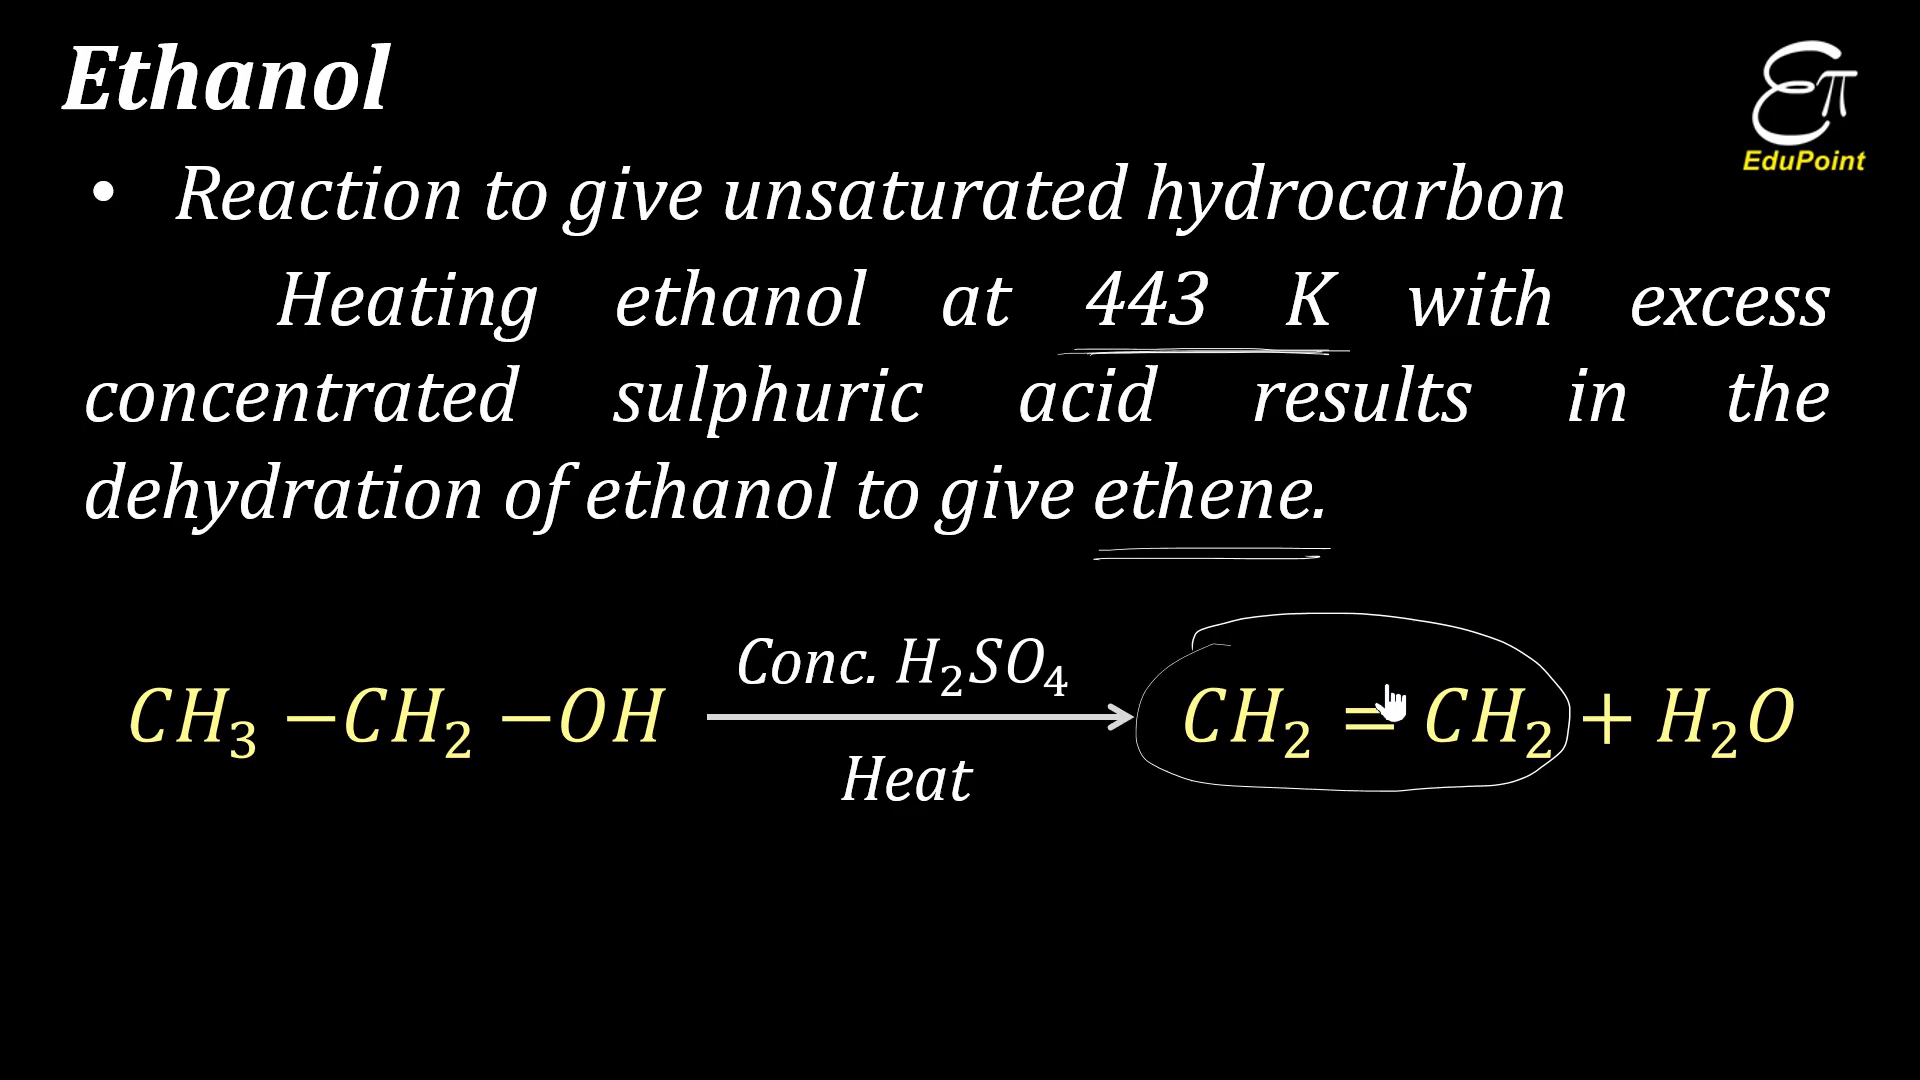 Ethanol
Eπ
EduPoint
• Reaction to give unsaturated hydrocarbon
Heating ethanol at 443 K with excess
concentrated sulphuric acid results in the
dehydration of ethanol to give ethene.
Conc. H₂SO₄
CH₃ −CH₂ −OH → CH₂ = CH₂ + H₂O
Heat